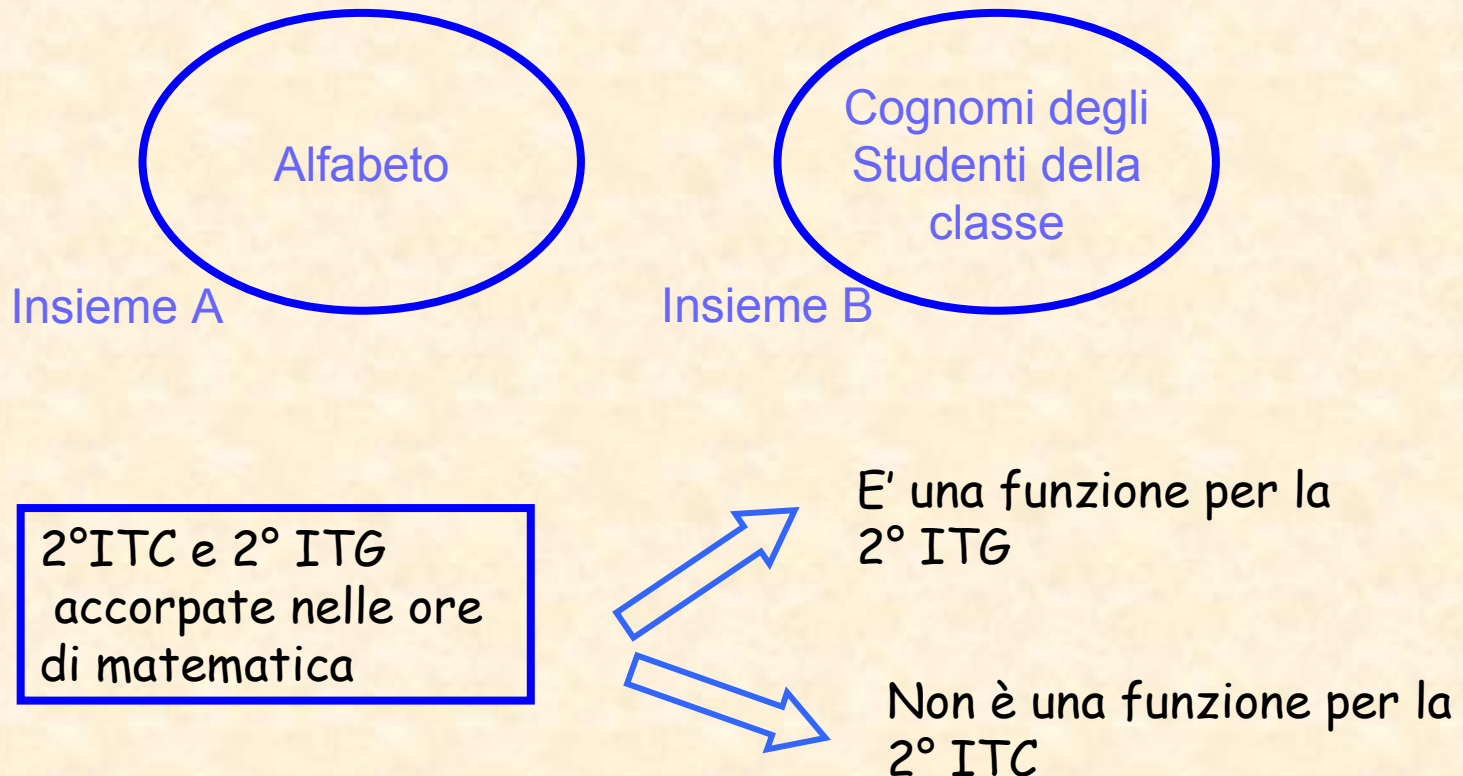 Alfabeto
Cognomi degli
Studenti della
classe
Insieme A
Insieme B
2°ITC e 2° ITG
accorpate nelle ore
di matematica
E’ una funzione per la
2° ITG
Non è una funzione per la
2° ITC